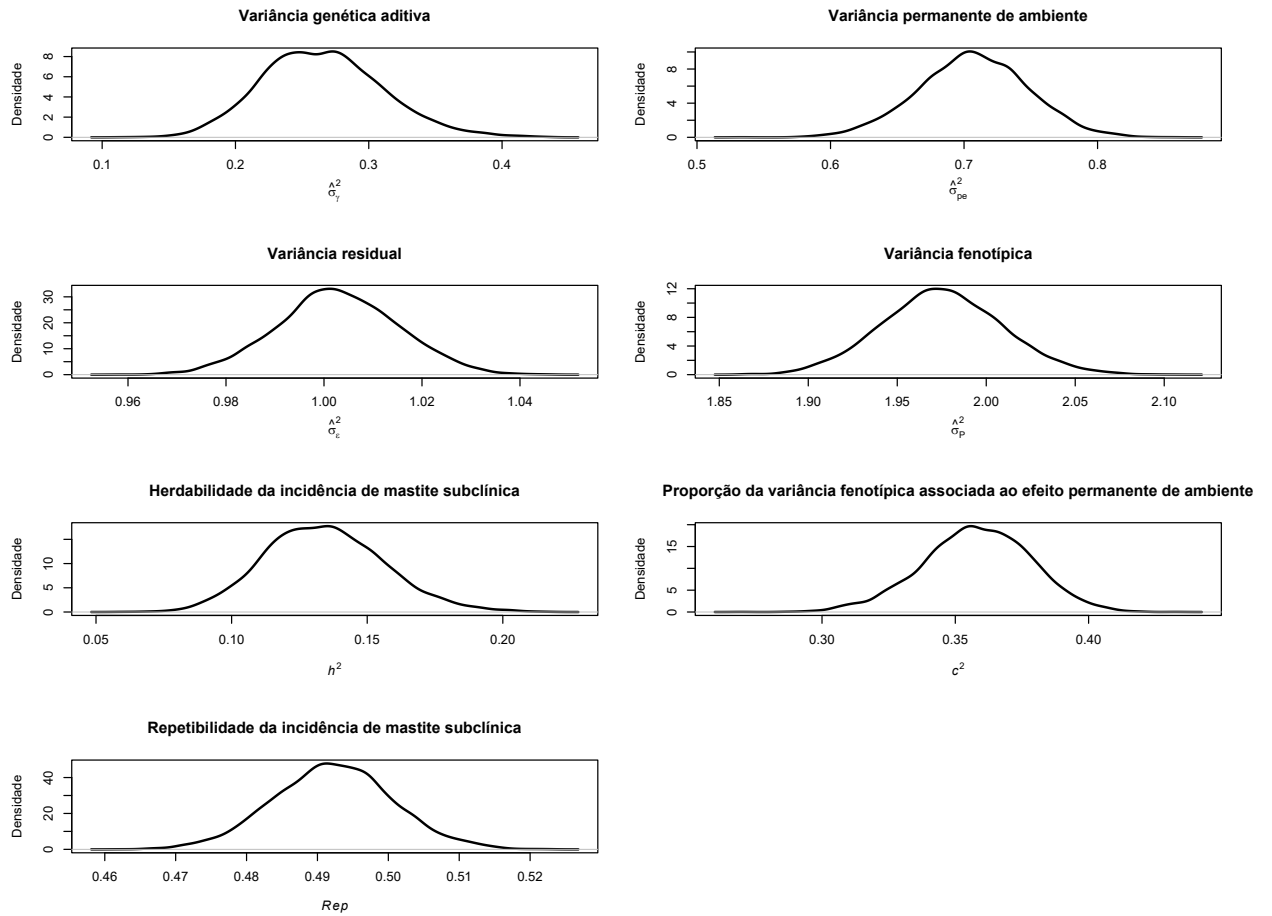 Variância genética aditiva
Densidade
0 2 4 6 8
0.1 0.2 0.3 0.4
σ̂²γ
Variância permanente de ambiente
Densidade
0 4 8
0.5 0.6 0.7 0.8
σ̂²pe
Variância residual
Densidade
0 10 20 30
0.96 0.98 1.00 1.02 1.04
σ̂²ε
Variância fenotípica
Densidade
0 4 8 12
1.85 1.90 1.95 2.00 2.05 2.10
σ̂²P
Herdabilidade da incidência de mastite subclínica
Densidade
0 5 10
0.05 0.10 0.15 0.20
h²
Proporção da variância fenotípica associada ao efeito permanente de ambiente
Densidade
0 5 15
0.30 0.35 0.40
c²
Repetibilidade da incidência de mastite subclínica
Densidade
0 20 40
0.46 0.47 0.48 0.49 0.50 0.51 0.52
Rep